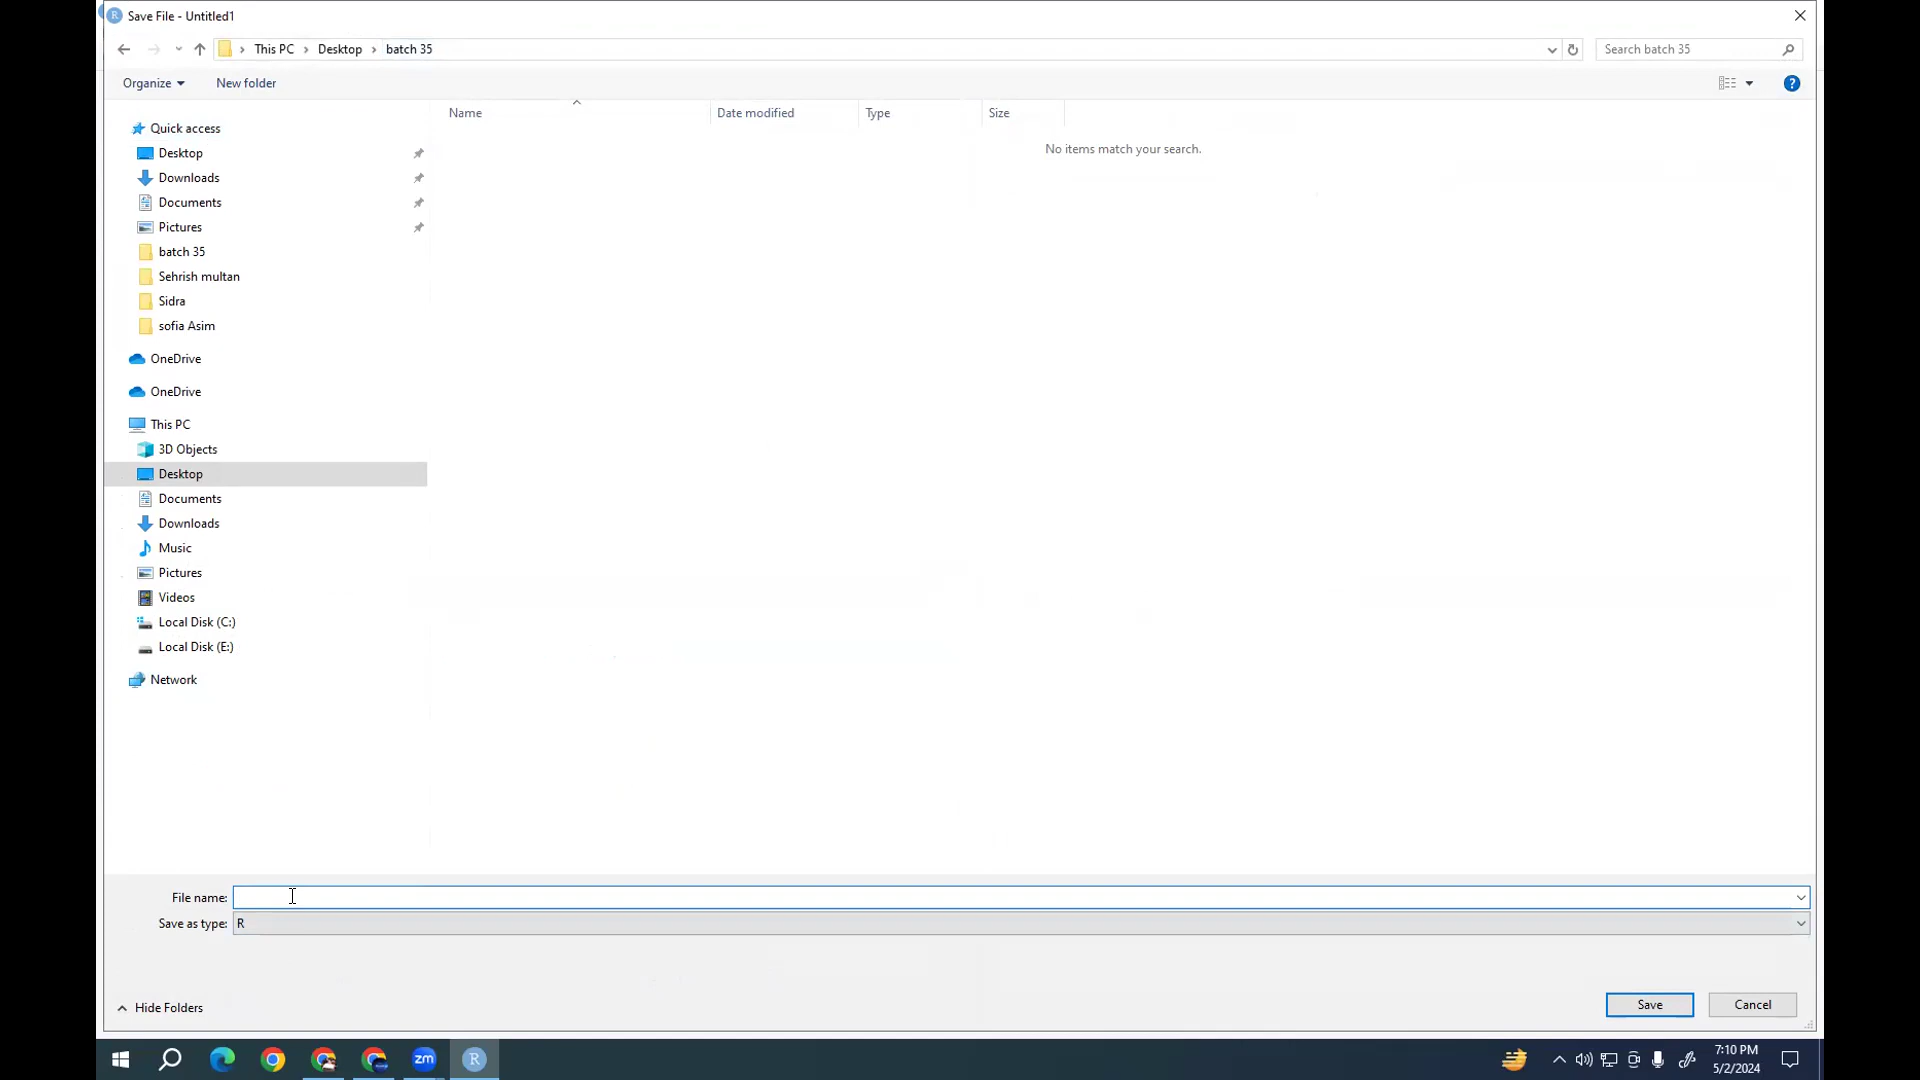 Save File - Untitled1
This PC
Desktop
batch 35
Search batch 35
Organize
New folder
Name
Date modified
Type
Size
No items match your search.
Quick access
Desktop
Downloads
Documents
Pictures
batch 35
Sehrish multan
Sidra
sofia Asim
OneDrive
OneDrive
This PC
3D Objects
Desktop
Documents
Downloads
Music
Pictures
Videos
Local Disk (C:)
Local Disk (E:)
Network
File name:
Save as type: R
Hide Folders
Save
Cancel
zm
R
7:10 PM
5/2/2024